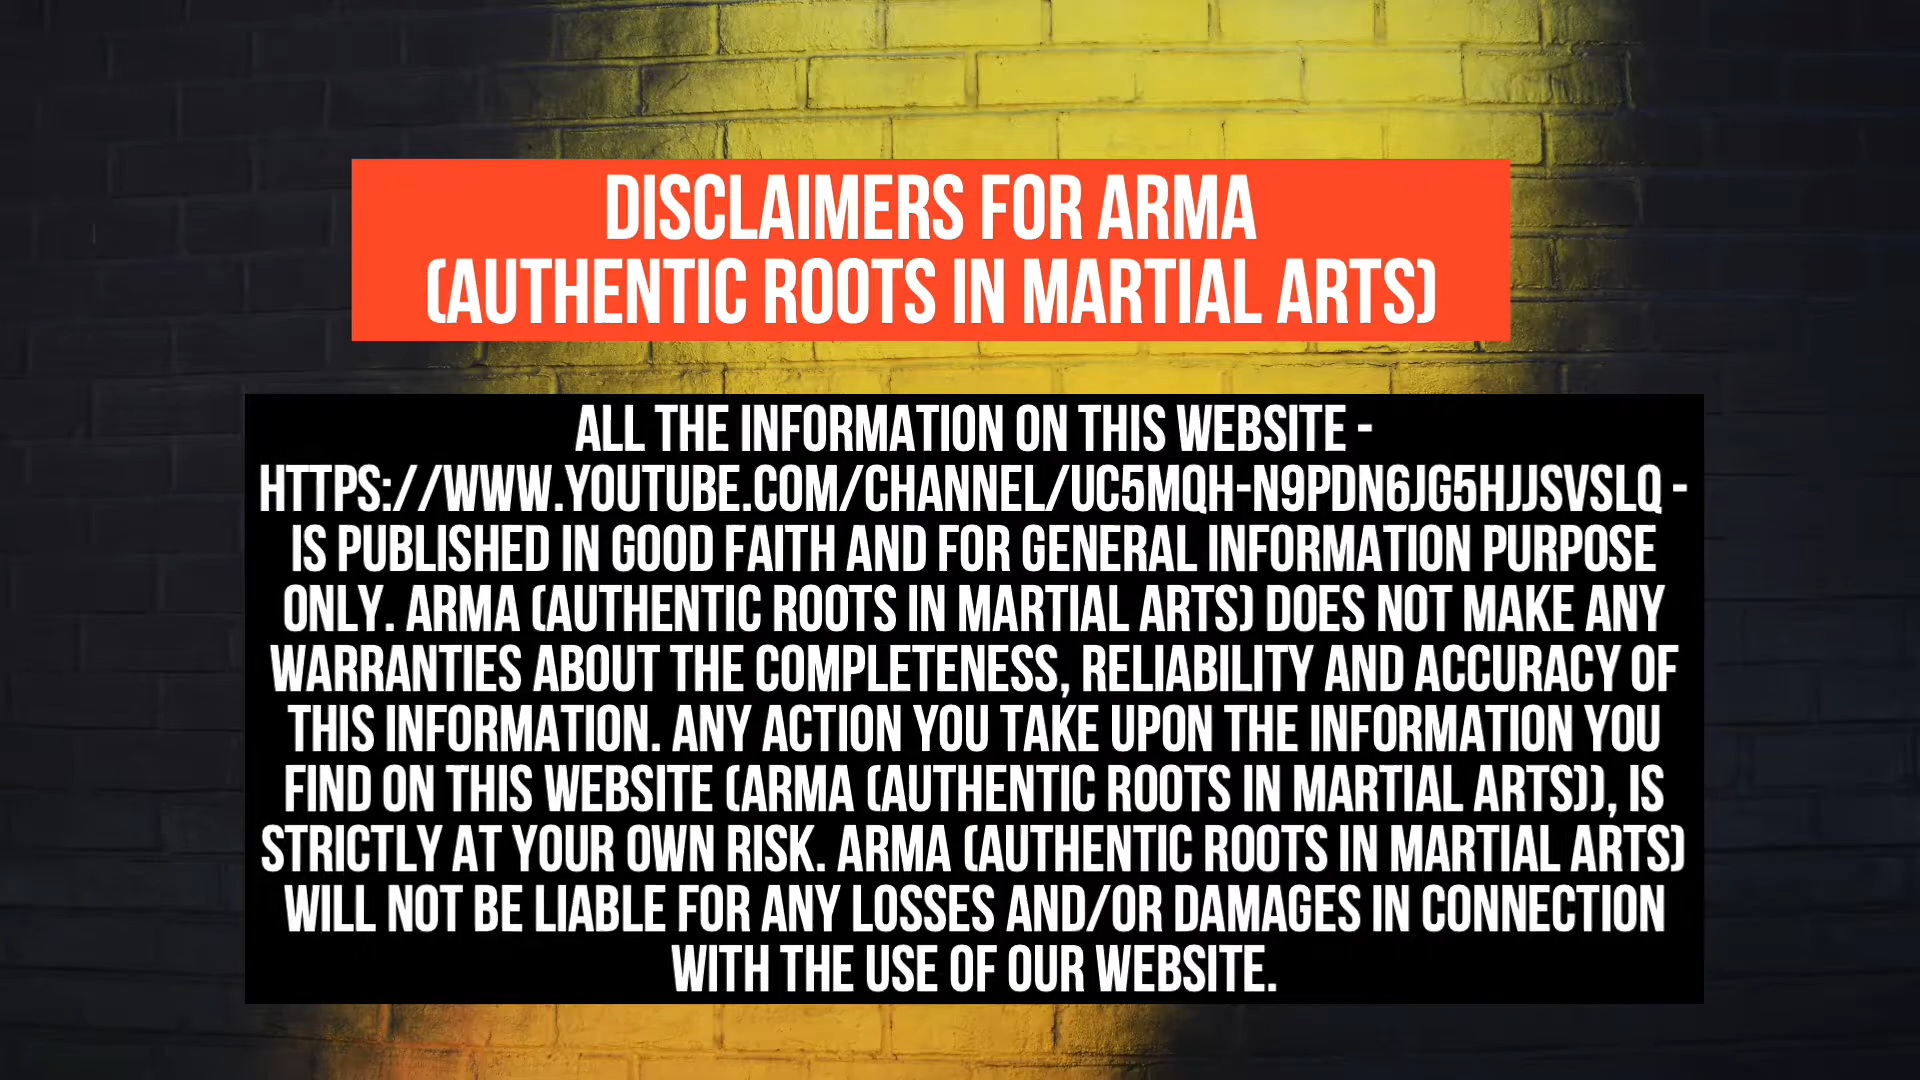 DISCLAIMERS FOR ARMA
(AUTHENTIC ROOTS IN MARTIAL ARTS)
ALL THE INFORMATION ON THIS WEBSITE -
HTTPS://WWW.YOUTUBE.COM/CHANNEL/UC5MQH-N9PDN6JG5HJJSVSLQ -
IS PUBLISHED IN GOOD FAITH AND FOR GENERAL INFORMATION PURPOSE
ONLY. ARMA (AUTHENTIC ROOTS IN MARTIAL ARTS) DOES NOT MAKE ANY
WARRANTIES ABOUT THE COMPLETENESS, RELIABILITY AND ACCURACY OF
THIS INFORMATION. ANY ACTION YOU TAKE UPON THE INFORMATION YOU
FIND ON THIS WEBSITE (ARMA (AUTHENTIC ROOTS IN MARTIAL ARTS)), IS
STRICTLY AT YOUR OWN RISK. ARMA (AUTHENTIC ROOTS IN MARTIAL ARTS)
WILL NOT BE LIABLE FOR ANY LOSSES AND/OR DAMAGES IN CONNECTION
WITH THE USE OF OUR WEBSITE.